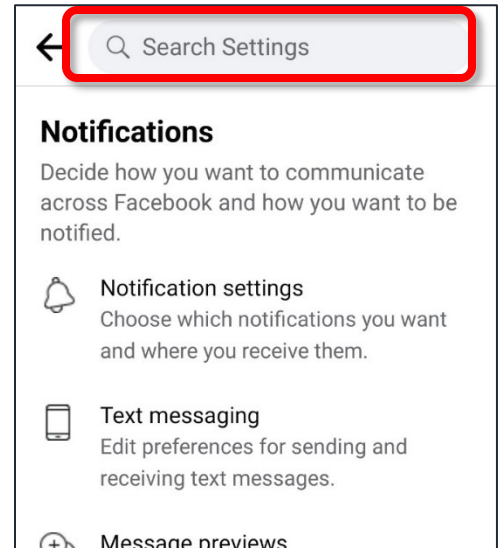 Search Settings
Notifications
Decide how you want to communicate
across Facebook and how you want to be
notified.
Notification settings
Choose which notifications you want
and where you receive them.
Text messaging
Edit preferences for sending and
receiving text messages.
Message previews